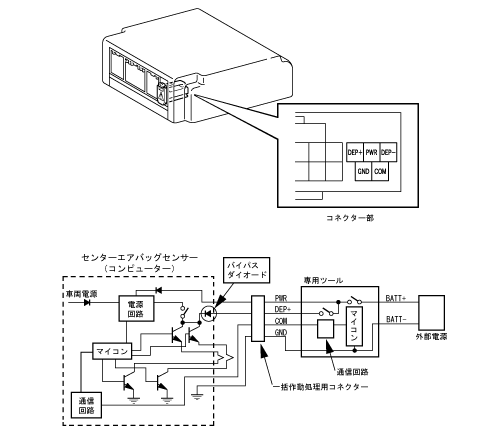 DEP+ PWR DEP-
GND COM
コネクター部
センターエアバッグセンサー
（コンピューター）
バイパス
ダイオード
車両電源
電源
回路
専用ツール
PWR
DEP+
COM
GND
BATT+
BATT-
マイコン
外部電源
マイコン
通信回路
一括作動処理用コネクター
通信
回路